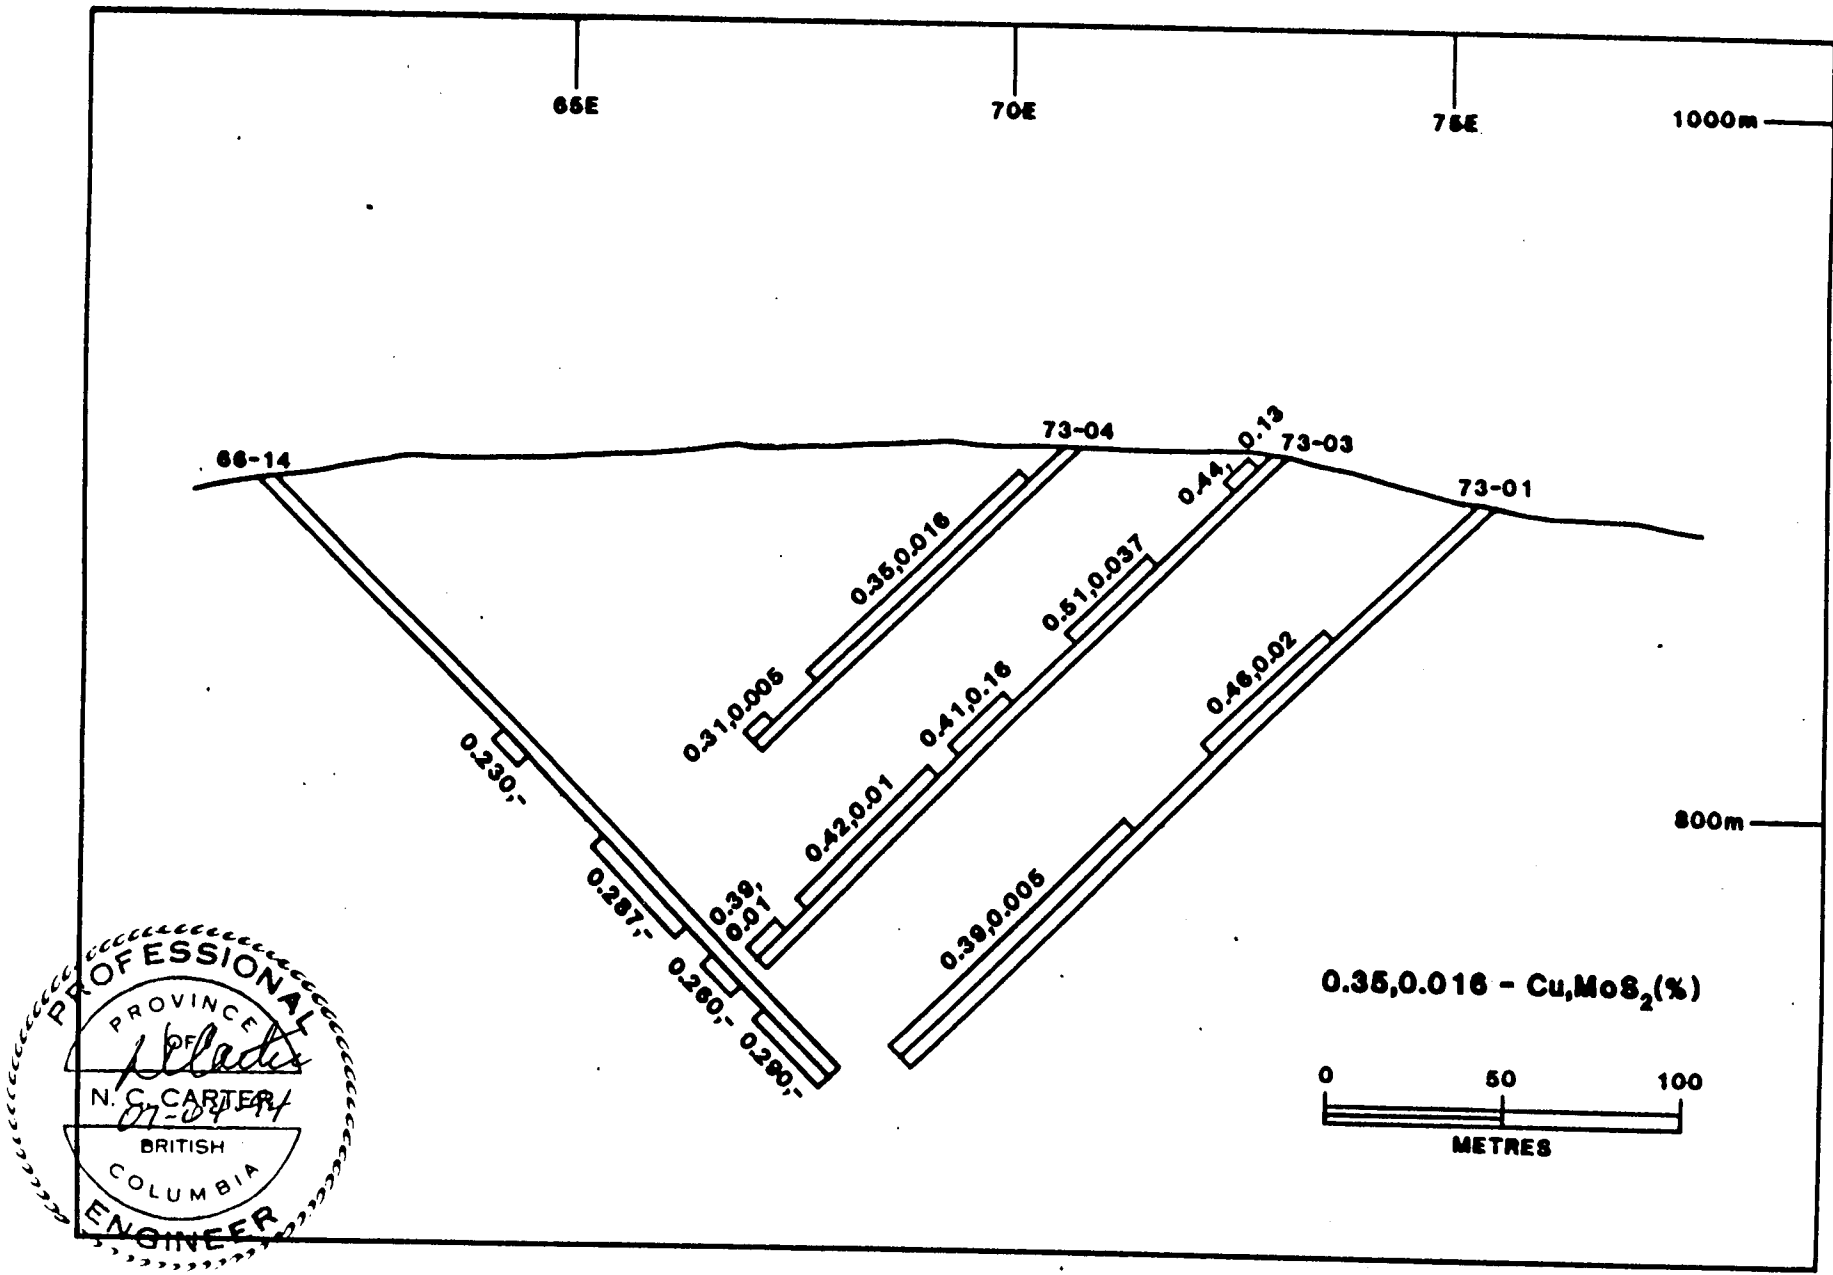 65E
70E
75E
1000m
66-14
73-04
0.44, 0.13
73-03
73-01
0.35,0.016
0.51,0.037
0.31,0.005
0.41,0.16
0.46,0.02
0.230,-
0.42,0.01
800m
0.287,-
0.39,
0.01
0.39,0.005
0.260,-
0.290,-
0.35,0.016 - Cu,MoS₂(%)
0 50 100
METRES
PROFESSIONAL
PROVINCE
OF
N. C. CARTER
07-04-94
BRITISH
COLUMBIA
ENGINEER